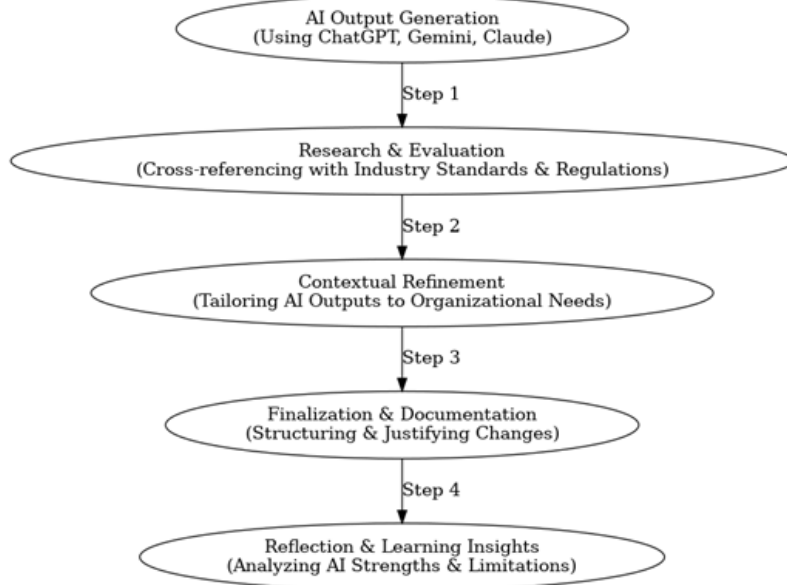 AI Output Generation
(Using ChatGPT, Gemini, Claude)
Step 1
Research & Evaluation
(Cross-referencing with Industry Standards & Regulations)
Step 2
Contextual Refinement
(Tailoring AI Outputs to Organizational Needs)
Step 3
Finalization & Documentation
(Structuring & Justifying Changes)
Step 4
Reflection & Learning Insights
(Analyzing AI Strengths & Limitations)